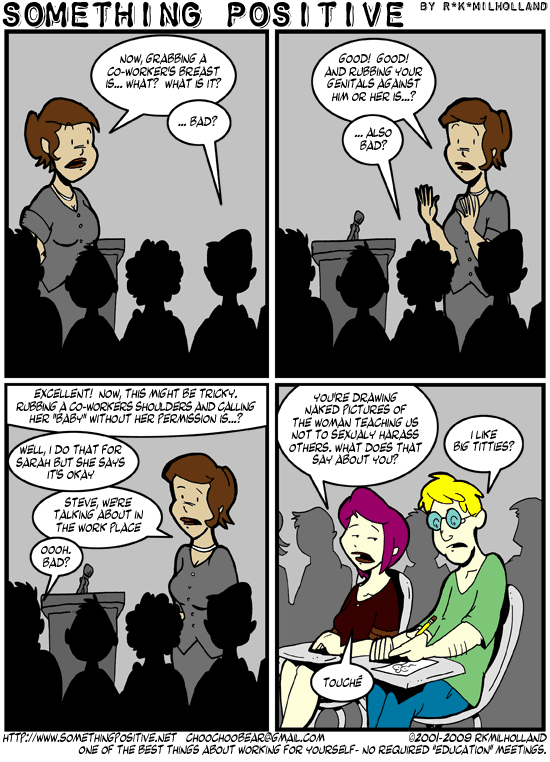 SOMETHING POSITIVE BY R*K*MILHOLLAND
NOW, GRABBING A
CO-WORKER'S BREAST
IS... WHAT? WHAT IS IT?
... BAD?
GOOD! GOOD!
AND RUBBING YOUR
GENITALS AGAINST
HIM OR HER IS...?
... ALSO
BAD?
EXCELLENT! NOW, THIS MIGHT BE TRICKY.
RUBBING A CO-WORKERS SHOULDERS AND CALLING
HER "BABY" WITHOUT HER PERMISSION IS...?
WELL, I DO THAT FOR
SARAH BUT SHE SAYS
IT'S OKAY
STEVE, WE'RE
TALKING ABOUT IN
THE WORK PLACE
OOOH.
BAD?
YOU'RE DRAWING
NAKED PICTURES OF
THE WOMAN TEACHING US
NOT TO SEXUALY HARASS
OTHERS. WHAT DOES THAT
SAY ABOUT YOU?
I LIKE
BIG TITTIES?
TOUCHÉ
HTTP://WWW.SOMETHINGPOSITIVE.NET CHOOCHOOBEAR@GMAIL.COM ©2001-2009 RKMILHOLLAND
ONE OF THE BEST THINGS ABOUT WORKING FOR YOURSELF- NO REQUIRED "EDUCATION" MEETINGS.